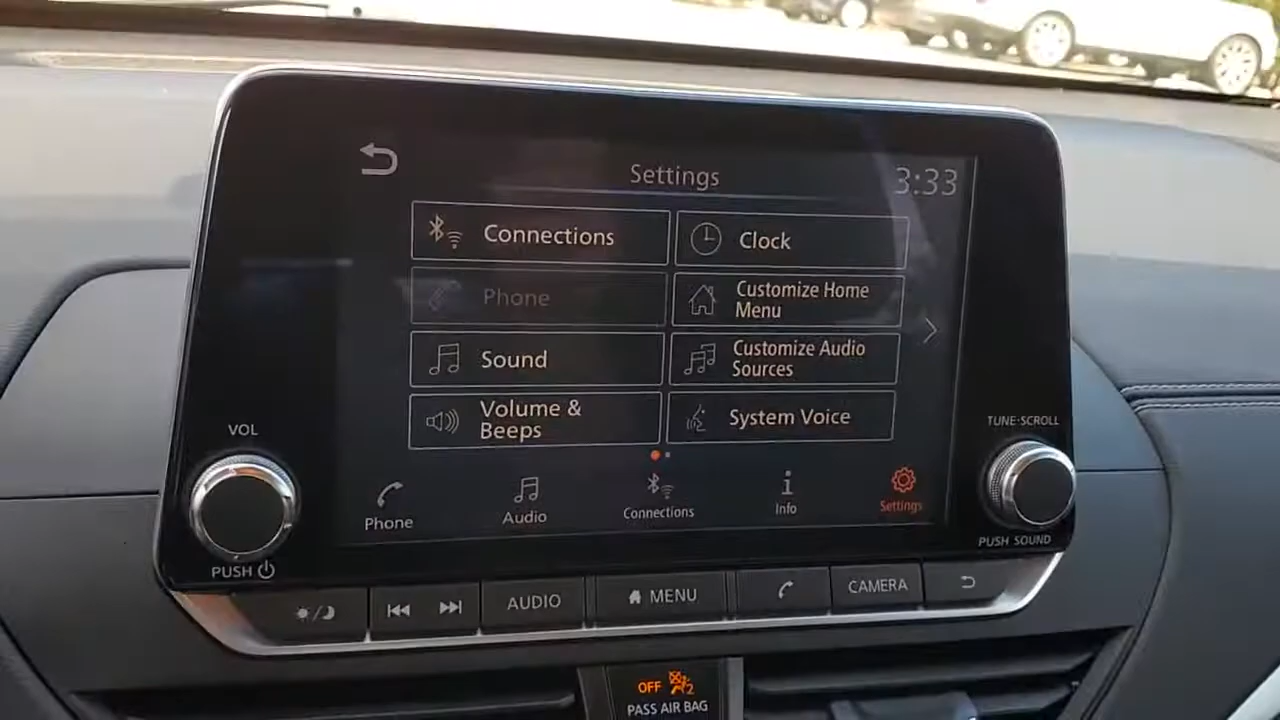 Settings
3:33
Connections
Clock
Phone
Customize Home
Menu
Sound
Customize Audio
Sources
Volume &
Beeps
System Voice
Phone
Audio
Connections
Info
Settings
VOL
PUSH
TUNE·SCROLL
PUSH SOUND
AUDIO
MENU
CAMERA
OFF
2
PASS AIR BAG